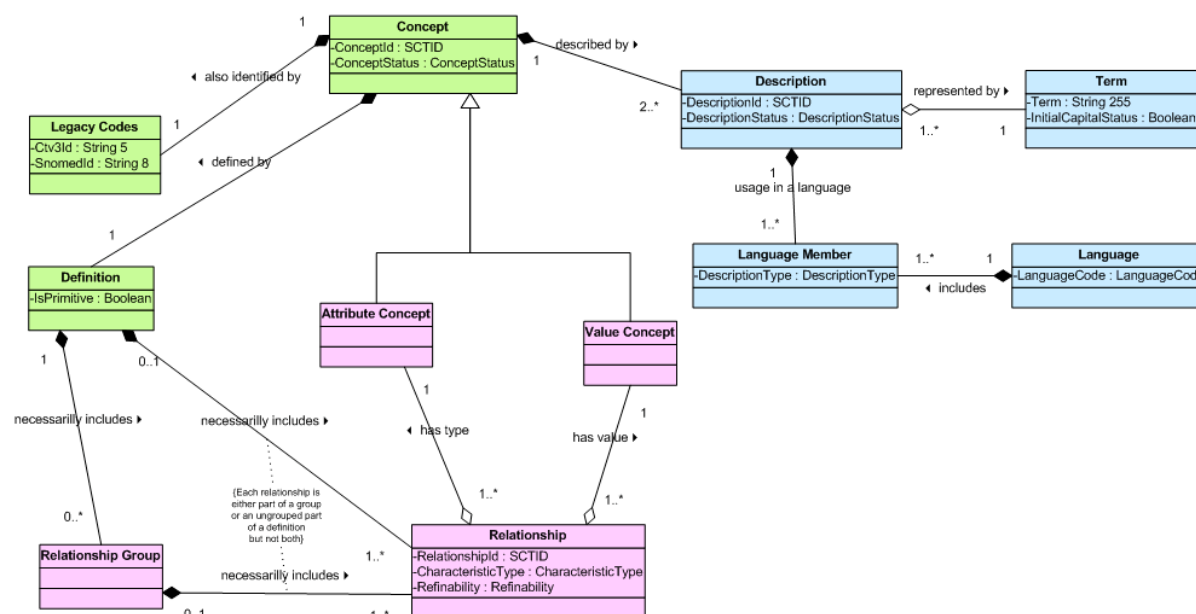 Concept
-ConceptId : SCTID
-ConceptStatus : ConceptStatus
1
1
described by
2..*
Description
-DescriptionId : SCTID
-DescriptionStatus : DescriptionStatus
represented by
1..*
1
Term
-Term : String 255
-InitialCapitalStatus : Boolean
also identified by
1
Legacy Codes
-Ctv3Id : String 5
-SnomedId : String 8
defined by
1
1
usage in a language
1..*
Language Member
-DescriptionType : DescriptionType
1..*
1
includes
Language
-LanguageCode : LanguageCod
Definition
-IsPrimitive : Boolean
1
0..1
Attribute Concept
Value Concept
1
1
necessarilly includes
necessarilly includes
has type
has value
{Each relationship is
either part of a group
or an ungrouped part
of a definition
but not both}
0..*
1..*
1..*
1..*
Relationship Group
necessarilly includes
0..1
1..*
Relationship
-RelationshipId : SCTID
-CharacteristicType : CharacteristicType
-Refinability : Refinability